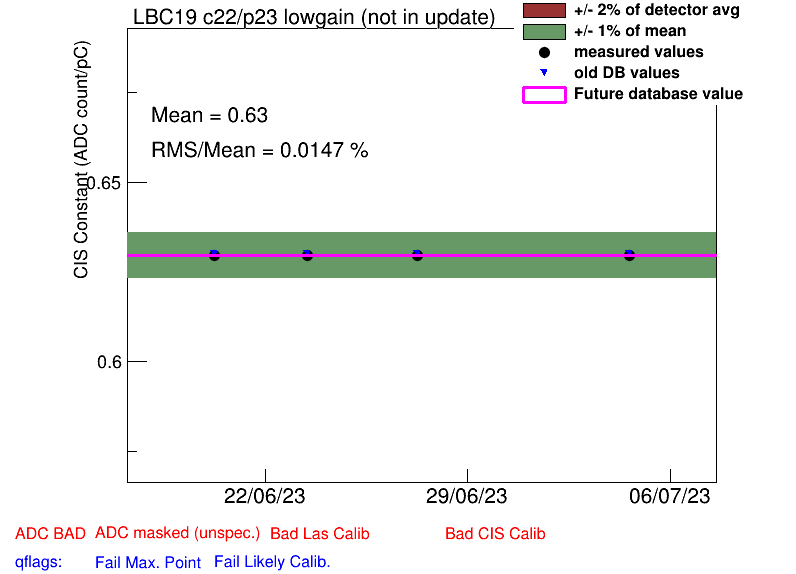 LBC19 c22/p23 lowgain (not in update)
+/- 2% of detector avg
+/- 1% of mean
measured values
old DB values
Future database value
Mean = 0.63
RMS/Mean = 0.0147 %
CIS Constant (ADC count/pC)
0.65
0.6
22/06/23 29/06/23 06/07/23
ADC BAD ADC masked (unspec.) Bad Las Calib Bad CIS Calib
qflags: Fail Max. Point Fail Likely Calib.